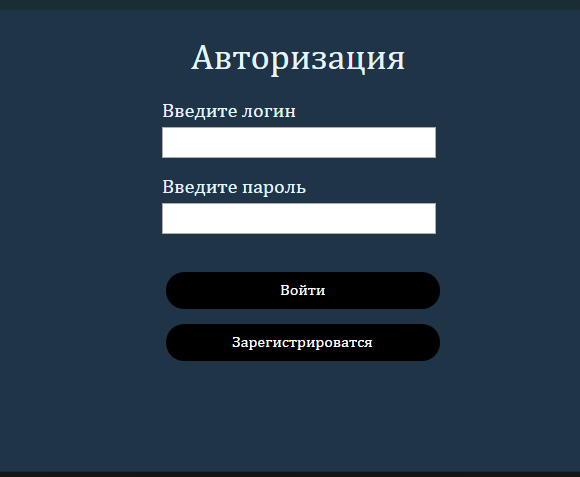 Авторизация
Введите логин
Введите пароль
Войти
Зарегистрироватся